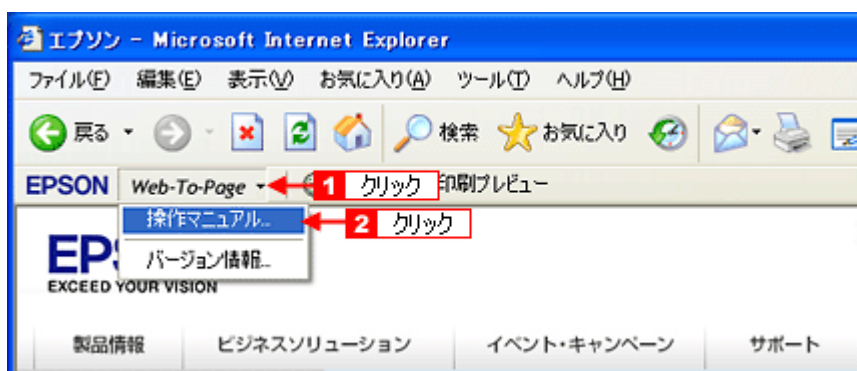 エプソン - Microsoft Internet Explorer
ファイル(F) 編集(E) 表示(V) お気に入り(A) ツール(T) ヘルプ(H)
戻る 検索 お気に入り
EPSON Web-To-Page 1 クリック 印刷プレビュー
操作マニュアル... 2 クリック
バージョン情報...
EP
EXCEED YOUR VISION
製品情報 ビジネスソリューション イベント・キャンペーン サポート